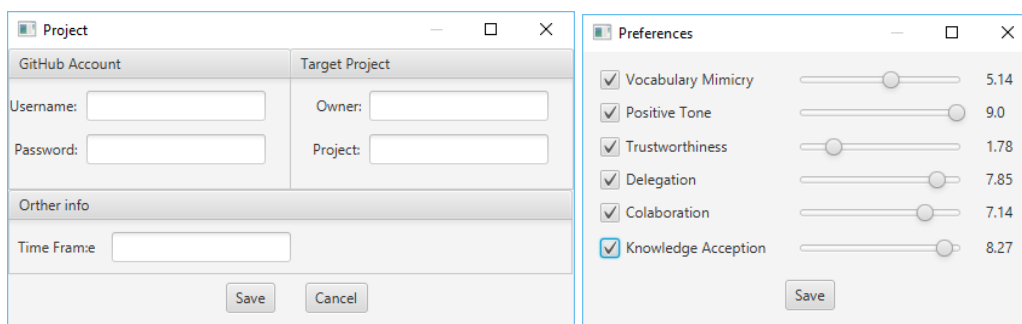 Project
GitHub Account
Target Project
Username:
Owner:
Password:
Project:
Orther info
Time Fram:e
Save
Cancel
Preferences
Vocabulary Mimicry 5.14
Positive Tone 9.0
Trustworthiness 1.78
Delegation 7.85
Colaboration 7.14
Knowledge Acception 8.27
Save